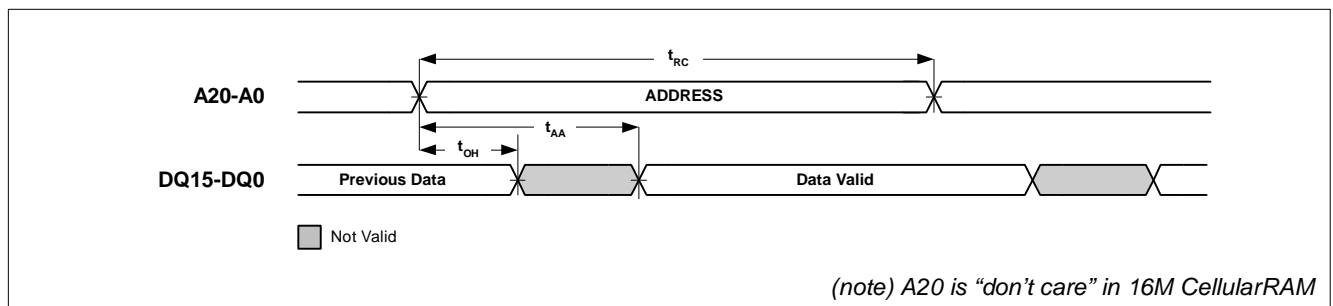 tRC
A20-A0
ADDRESS
tAA
tOH
DQ15-DQ0
Previous Data
Data Valid
Not Valid
(note) A20 is “don’t care” in 16M CellularRAM